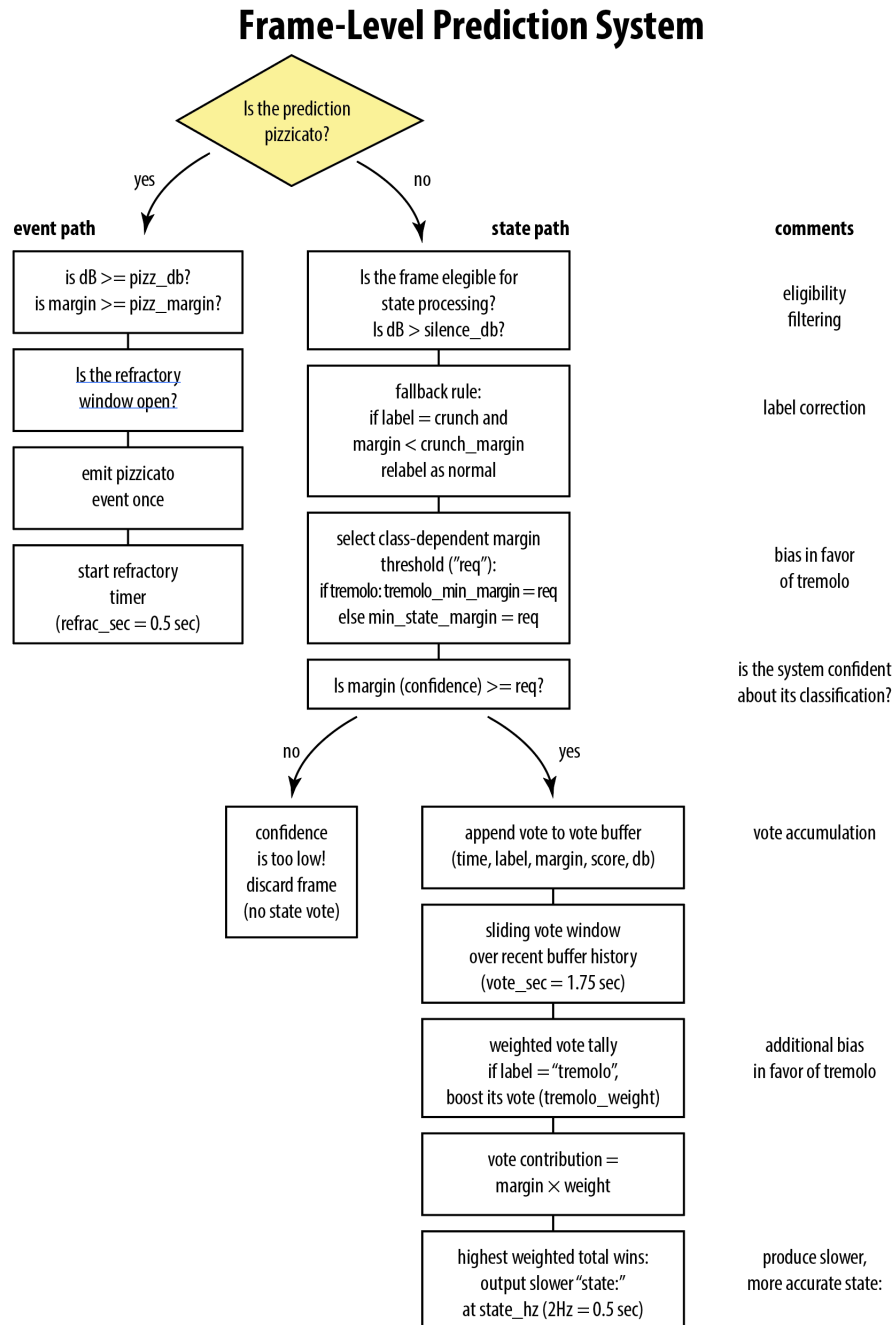 Frame-Level Prediction System
Is the prediction
pizzicato?
yes
no
event path
state path
comments
is dB >= pizz_db?
is margin >= pizz_margin?
Is the refractory
window open?
emit pizzicato
event once
start refractory
timer
(refrac_sec = 0.5 sec)
Is the frame elegible for
state processing?
Is dB > silence_db?
eligibility
filtering
fallback rule:
if label = crunch and
margin < crunch_margin
relabel as normal
label correction
select class-dependent margin
threshold ("req"):
if tremolo: tremolo_min_margin = req
else min_state_margin = req
bias in favor
of tremolo
Is margin (confidence) >= req?
is the system confident
about its classification?
no
yes
confidence
is too low!
discard frame
(no state vote)
append vote to vote buffer
(time, label, margin, score, db)
vote accumulation
sliding vote window
over recent buffer history
(vote_sec = 1.75 sec)
weighted vote tally
if label = “tremolo”,
boost its vote (tremolo_weight)
additional bias
in favor of tremolo
vote contribution =
margin × weight
highest weighted total wins:
output slower “state:”
at state_hz (2Hz = 0.5 sec)
produce slower,
more accurate state: